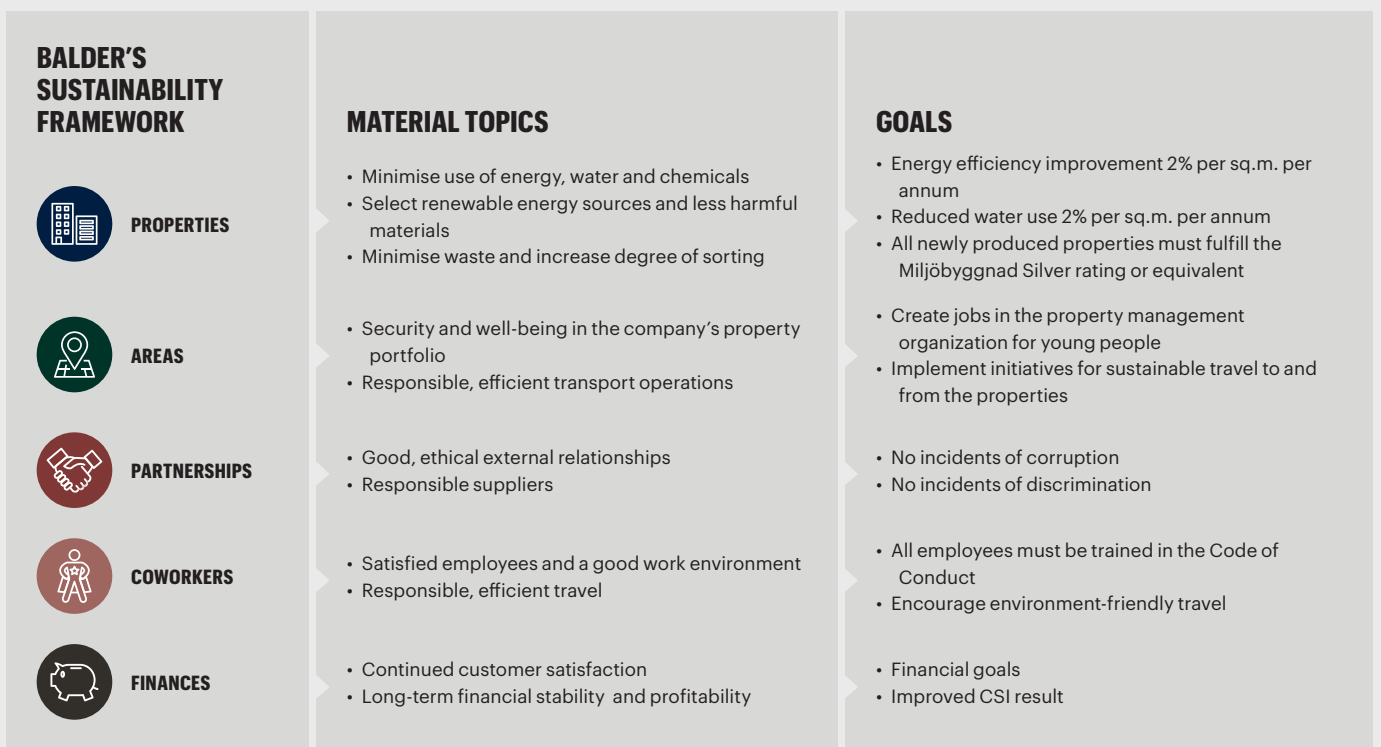 BALDER'S
SUSTAINABILITY
FRAMEWORK
MATERIAL TOPICS
GOALS
PROPERTIES
• Minimise use of energy, water and chemicals
• Select renewable energy sources and less harmful
materials
• Minimise waste and increase degree of sorting
• Energy efficiency improvement 2% per sq.m. per
annum
• Reduced water use 2% per sq.m. per annum
• All newly produced properties must fulfill the
Miljöbyggnad Silver rating or equivalent
AREAS
• Security and well-being in the company's property
portfolio
• Responsible, efficient transport operations
• Create jobs in the property management
organization for young people
• Implement initiatives for sustainable travel to and
from the properties
PARTNERSHIPS
• Good, ethical external relationships
• Responsible suppliers
• No incidents of corruption
• No incidents of discrimination
COWORKERS
• Satisfied employees and a good work environment
• Responsible, efficient travel
• All employees must be trained in the Code of
Conduct
• Encourage environment-friendly travel
FINANCES
• Continued customer satisfaction
• Long-term financial stability and profitability
• Financial goals
• Improved CSI result